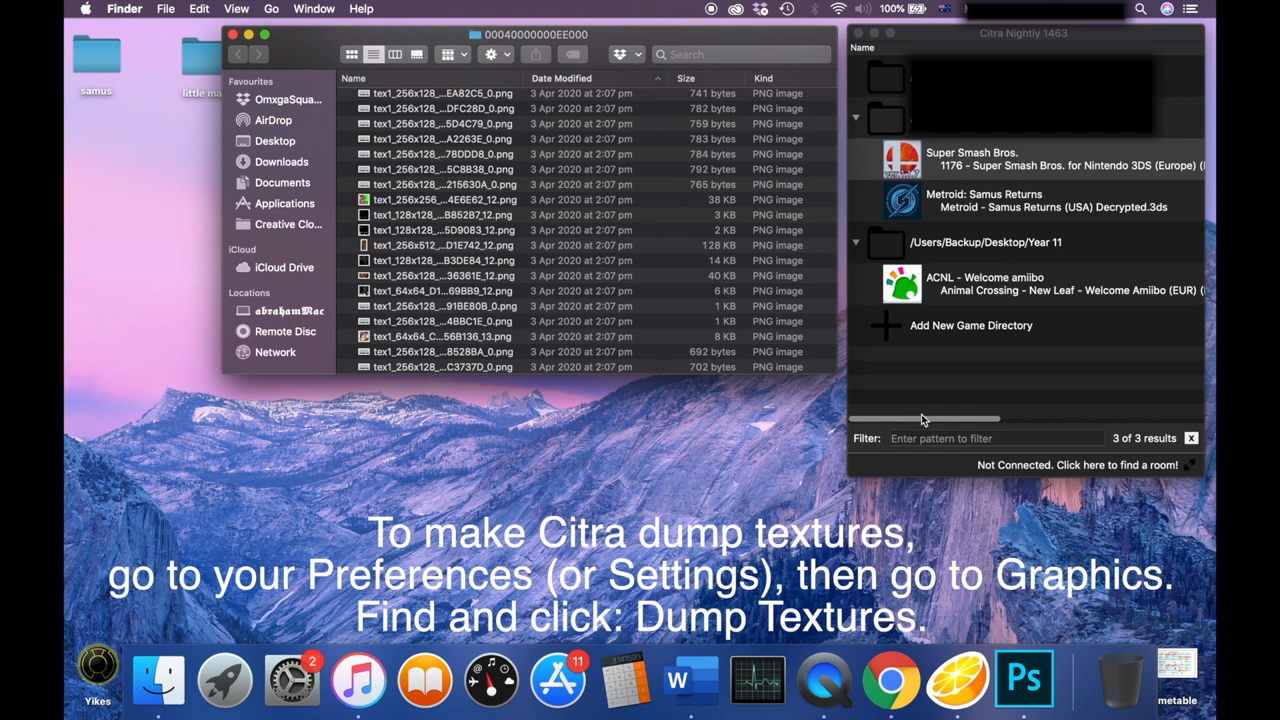 Finder File Edit View Go Window Help 100%
samus
little ma
00040000000EE000
Search
Favourites
OmxgaSqua...
AirDrop
Desktop
Downloads
Documents
Applications
Creative Clo...
iCloud
iCloud Drive
Locations
abrahamMac
Remote Disc
Network
Name Date Modified Size Kind
tex1_256x128_...EA82C5_0.png 3 Apr 2020 at 2:07 pm 741 bytes PNG image
tex1_256x128_...DFC28D_0.png 3 Apr 2020 at 2:07 pm 782 bytes PNG image
tex1_256x128_...5D4C79_0.png 3 Apr 2020 at 2:07 pm 759 bytes PNG image
tex1_256x128_...A2263E_0.png 3 Apr 2020 at 2:07 pm 783 bytes PNG image
tex1_256x128_...78DDD8_0.png 3 Apr 2020 at 2:07 pm 784 bytes PNG image
tex1_256x128_...5C8B38_0.png 3 Apr 2020 at 2:07 pm 792 bytes PNG image
tex1_256x128_...215630A_0.png 3 Apr 2020 at 2:07 pm 765 bytes PNG image
tex1_256x256_...4E6E62_12.png 3 Apr 2020 at 2:07 pm 38 KB PNG image
tex1_128x128_...B852B7_12.png 3 Apr 2020 at 2:07 pm 3 KB PNG image
tex1_128x128_...5D9083_12.png 3 Apr 2020 at 2:07 pm 2 KB PNG image
tex1_256x512_...D1E742_12.png 3 Apr 2020 at 2:07 pm 128 KB PNG image
tex1_128x128_...B3DE84_12.png 3 Apr 2020 at 2:07 pm 14 KB PNG image
tex1_256x128_...36361E_12.png 3 Apr 2020 at 2:07 pm 40 KB PNG image
tex1_64x64_D1...69BB9_12.png 3 Apr 2020 at 2:07 pm 6 KB PNG image
tex1_256x128_...91BE80B_0.png 3 Apr 2020 at 2:07 pm 1 KB PNG image
tex1_256x128_...4BBC1E_0.png 3 Apr 2020 at 2:07 pm 1 KB PNG image
tex1_64x64_C...56B136_13.png 3 Apr 2020 at 2:07 pm 8 KB PNG image
tex1_256x128_...8528BA_0.png 3 Apr 2020 at 2:07 pm 692 bytes PNG image
tex1_256x128_...C3737D_0.png 3 Apr 2020 at 2:07 pm 702 bytes PNG image
Citra Nightly 1463
Name
Super Smash Bros.
1176 - Super Smash Bros. for Nintendo 3DS (Europe) (
Metroid: Samus Returns
Metroid - Samus Returns (USA) Decrypted.3ds
/Users/Backup/Desktop/Year 11
ACNL - Welcome amiibo
Animal Crossing - New Leaf - Welcome Amiibo (EUR) (
Add New Game Directory
Filter: Enter pattern to filter 3 of 3 results X
Not Connected. Click here to find a room!
To make Citra dump textures,
go to your Preferences (or Settings), then go to Graphics.
Find and click: Dump Textures.
2
11
3.141593
W
Ps
Yikes
metable